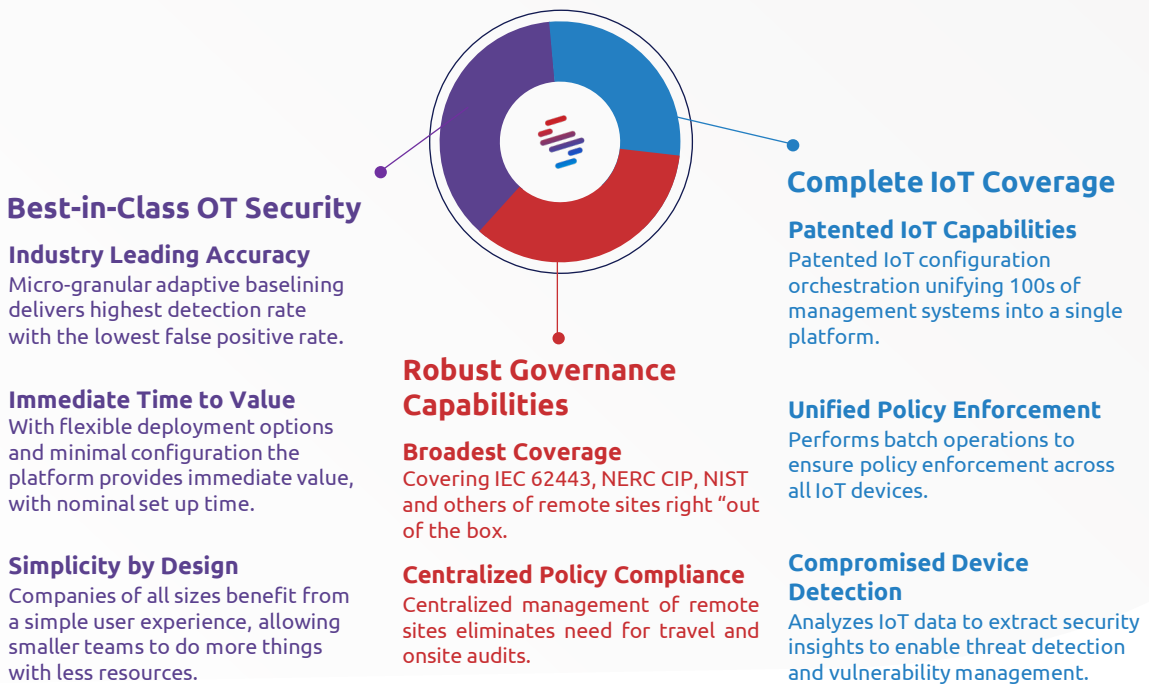 Best-in-Class OT Security
Industry Leading Accuracy
Micro-granular adaptive baselining
delivers highest detection rate
with the lowest false positive rate.
Immediate Time to Value
With flexible deployment options
and minimal configuration the
platform provides immediate value,
with nominal set up time.
Simplicity by Design
Companies of all sizes benefit from
a simple user experience, allowing
smaller teams to do more things
with less resources.
Robust Governance
Capabilities
Broadest Coverage
Covering IEC 62443, NERC CIP, NIST
and others of remote sites right “out
of the box.
Centralized Policy Compliance
Centralized management of remote
sites eliminates need for travel and
onsite audits.
Complete IoT Coverage
Patented IoT Capabilities
Patented IoT configuration
orchestration unifying 100s of
management systems into a single
platform.
Unified Policy Enforcement
Performs batch operations to
ensure policy enforcement across
all IoT devices.
Compromised Device
Detection
Analyzes IoT data to extract security
insights to enable threat detection
and vulnerability management.